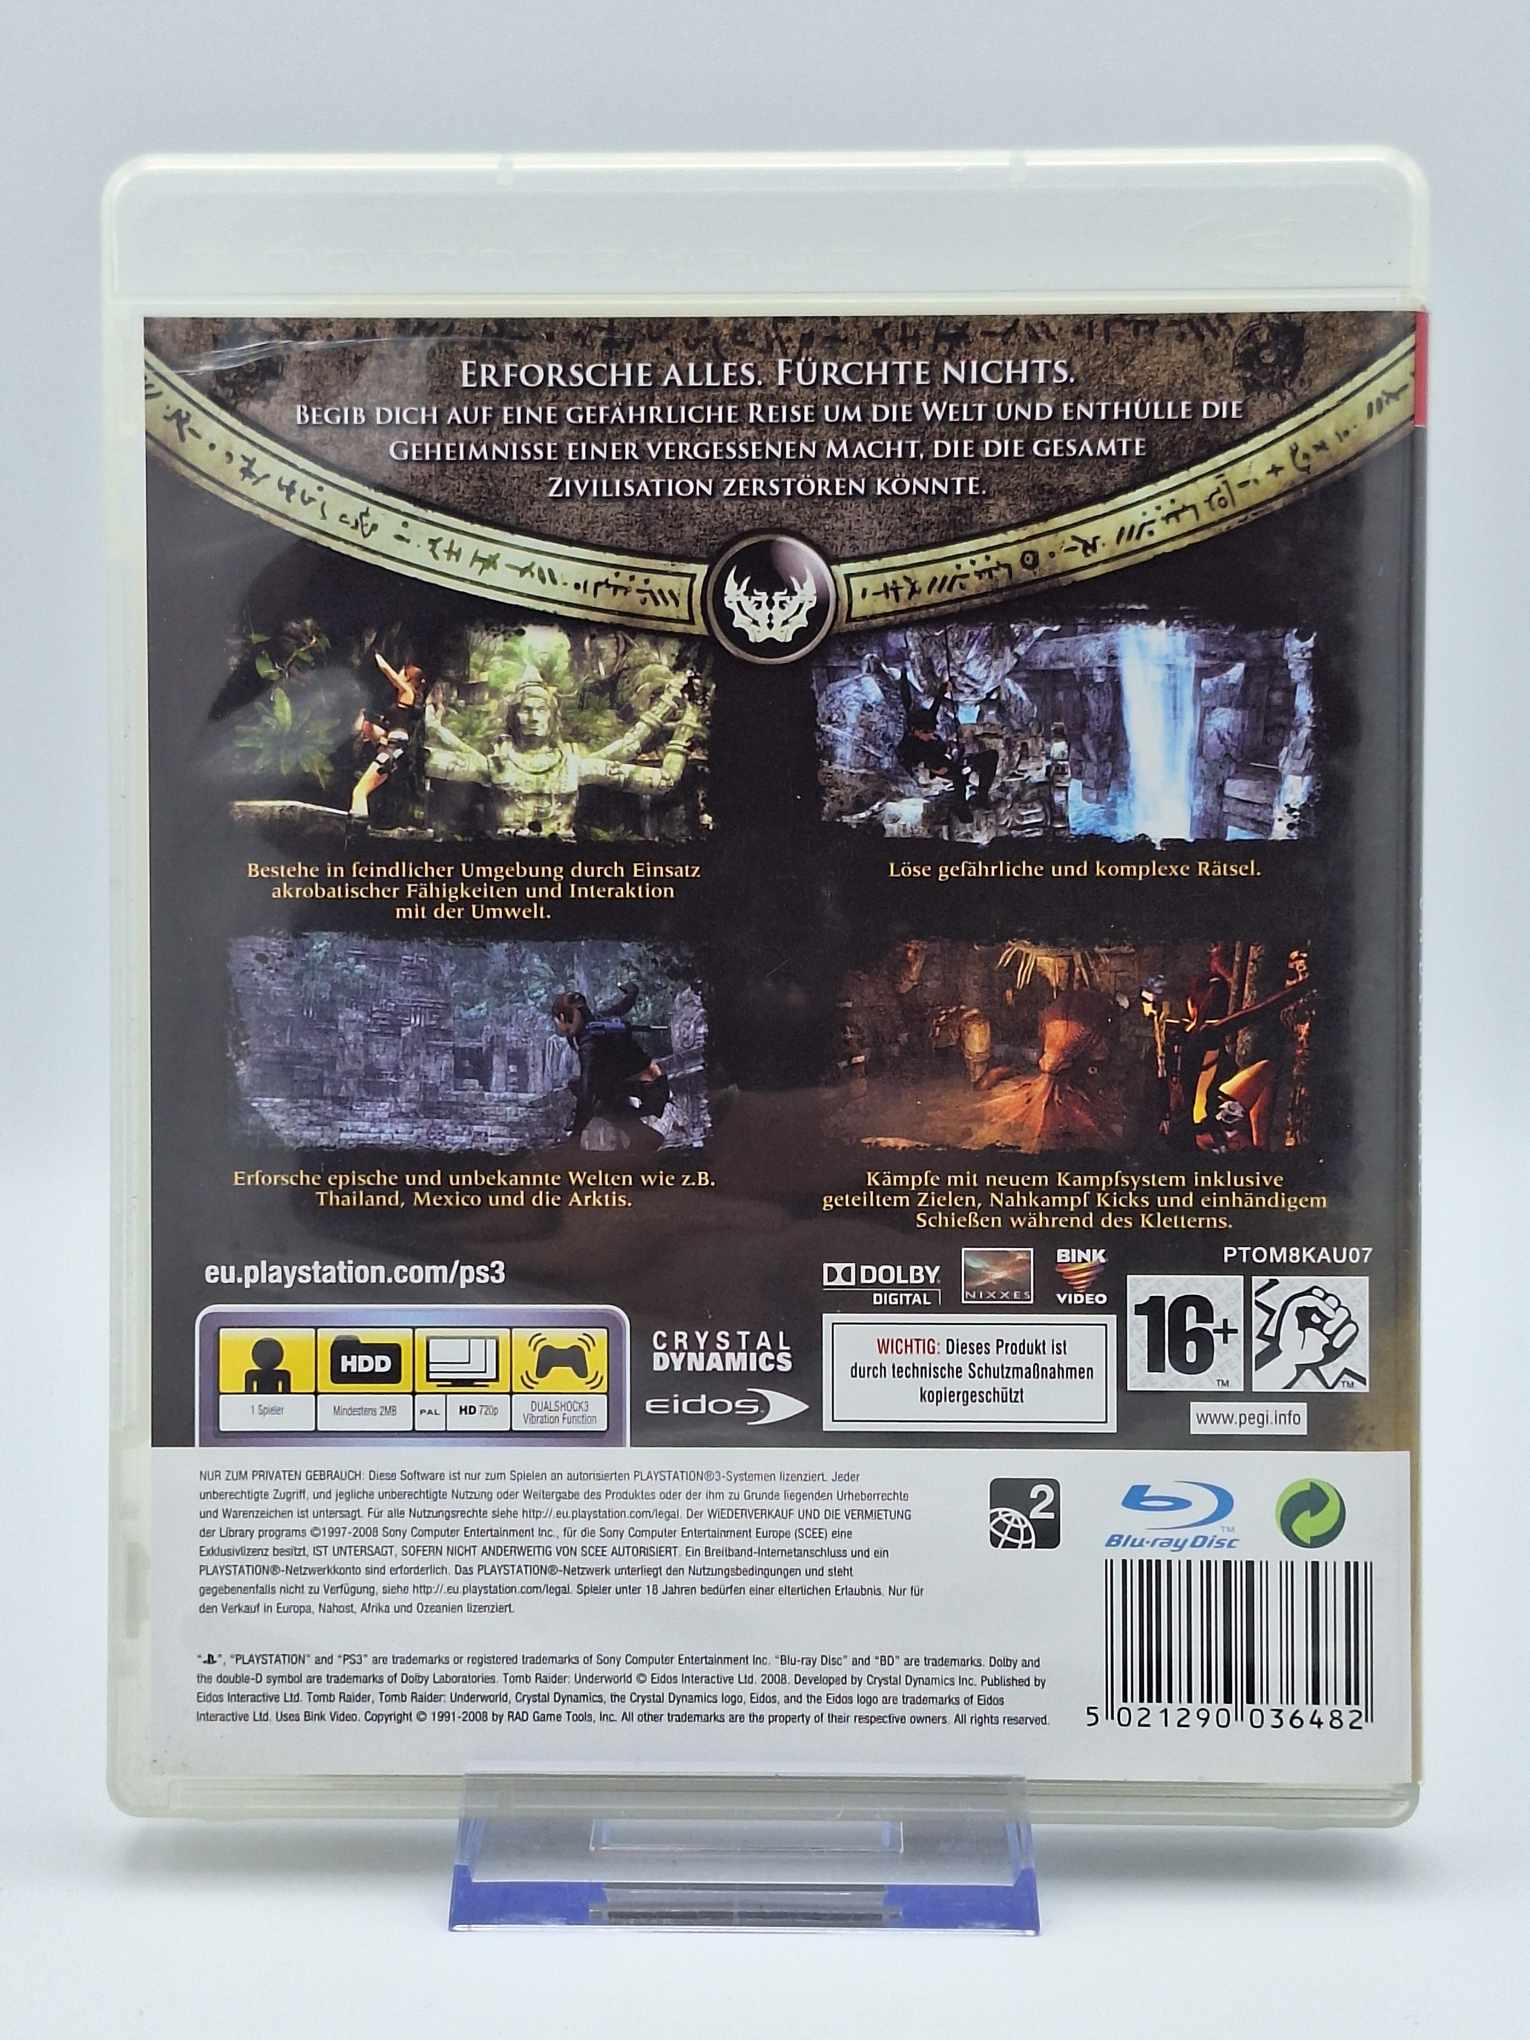 ERFORSCHE ALLES. FÜRCHTE NICHTS.
BEGIB DICH AUF EINE GEFÄHRLICHE REISE UM DIE WELT UND ENTHÜLLE DIE
GEHEIMNISSE EINER VERGESSENEN MACHT, DIE DIE GESAMTE
ZIVILISATION ZERSTÖREN KÖNNTE.
Bestehe in feindlicher Umgebung durch Einsatz
akrobatischer Fähigkeiten und Interaktion
mit der Umwelt.
Löse gefährliche und komplexe Rätsel.
Erforsche epische und unbekannte Welten wie z.B.
Thailand, Mexico und die Arktis.
Kämpfe mit neuem Kampfsystem inklusive
geteiltem Zielen, Nahkampf Kicks und einhändigem
Schießen während des Kletterns.
eu.playstation.com/ps3
DOLBY
DIGITAL
NIXXES
BINK
VIDEO
PTOM8KAU07
HDD
1 Spieler
Mindestens 2MB
PAL
HD 720p
DUALSHOCK3
Vibration Function
CRYSTAL
DYNAMICS
eidos
WICHTIG: Dieses Produkt ist
durch technische Schutzmaßnahmen
kopiergeschützt
16+
TM
TM
www.pegi.info
NUR ZUM PRIVATEN GEBRAUCH: Diese Software ist nur zum Spielen an autorisierten PLAYSTATION®3-Systemen lizenziert. Jeder
unberechtigte Zugriff, und jegliche unberechtigte Nutzung oder Weitergabe des Produktes oder der ihm zu Grunde liegenden Urheberrechte
und Warenzeichen ist untersagt. Für alle Nutzungsrechte siehe http://.eu.playstation.com/legal. Der WIEDERVERKAUF UND DIE VERMIETUNG
der Library programs ©1997-2008 Sony Computer Entertainment Inc., für die Sony Computer Entertainment Europe (SCEE) eine
Exklusivlizenz besitzt, IST UNTERSAGT, SOFERN NICHT ANDERWEITIG VON SCEE AUTORISIERT. Ein Breitband-Internetanschluss und ein
PLAYSTATION®-Netzwerkkonto sind erforderlich. Das PLAYSTATION®-Netzwerk unterliegt den Nutzungsbedingungen und steht
gegebenenfalls nicht zu Verfügung, siehe http://.eu.playstation.com/legal. Spieler unter 18 Jahren bedürfen einer elterlichen Erlaubnis. Nur für
den Verkauf in Europa, Nahost, Afrika und Ozeanien lizenziert.
2
TM
Blu-ray Disc
" ", "PLAYSTATION" and "PS3" are trademarks or registered trademarks of Sony Computer Entertainment Inc. "Blu-ray Disc" and "BD" are trademarks. Dolby and
the double-D symbol are trademarks of Dolby Laboratories. Tomb Raider: Underworld © Eidos Interactive Ltd. 2008. Developed by Crystal Dynamics Inc. Published by
Eidos Interactive Ltd. Tomb Raider, Tomb Raider: Underworld, Crystal Dynamics, the Crystal Dynamics logo, Eidos, and the Eidos logo are trademarks of Eidos
Interactive Ltd. Uses Bink Video. Copyright © 1991-2008 by RAD Game Tools, Inc. All other trademarks are the property of their respective owners. All rights reserved.
5 021290 036482